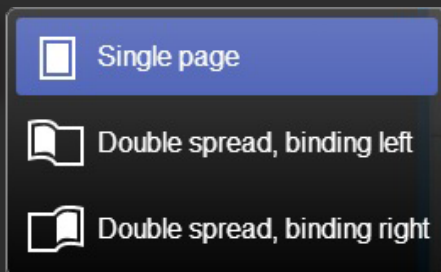 Single page
Double spread, binding left
Double spread, binding right